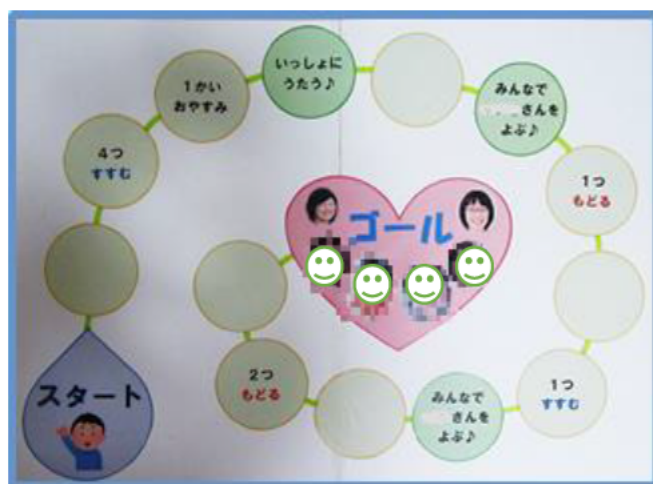 スタート
4つ
すすむ
1かい
おやすみ
いっしょに
うたう♪
みんなで
さんを
よぶ♪
1つ
もどる
1つ
すすむ
みんなで
さんを
よぶ♪
2つ
もどる
ゴール